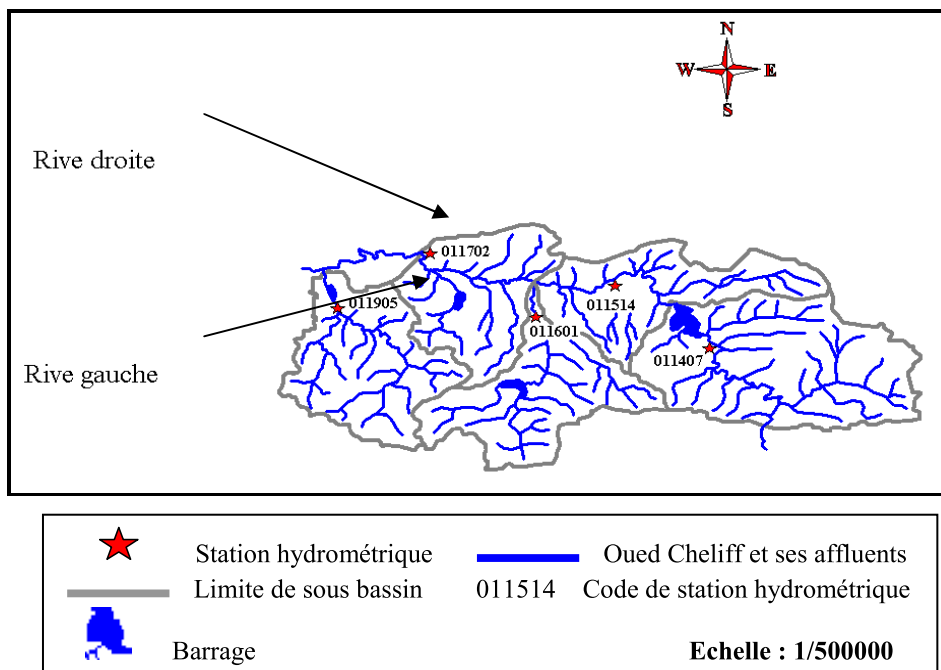 N
W E
S
Rive droite
011702
011905
011514
011601
011407
Rive gauche
Station hydrométrique
Oued Cheliff et ses affluents
Limite de sous bassin
011514 Code de station hydrométrique
Barrage
Echelle : 1/500000